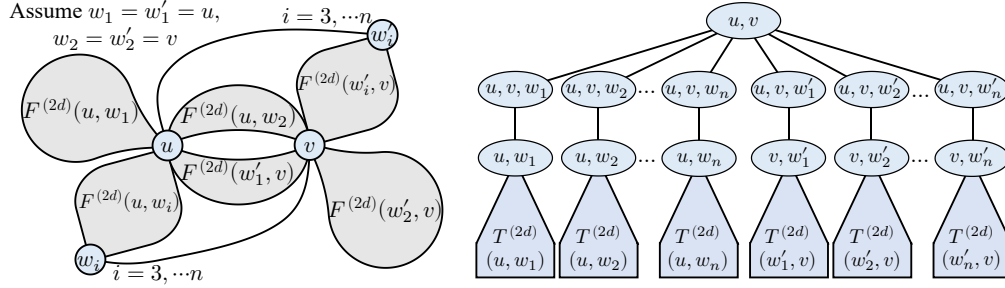 Assume w₁ = w′₁ = u,
w₂ = w′₂ = v
i = 3, ···n
w′ᵢ
F⁽²ᵈ⁾(w′ᵢ, v)
F⁽²ᵈ⁾(u, w₁)
F⁽²ᵈ⁾(u, w₂)
u
v
F⁽²ᵈ⁾(w′₁, v)
F⁽²ᵈ⁾(u, wᵢ)
F⁽²ᵈ⁾(w′₂, v)
wᵢ
i = 3, ···n
u, v
u, v, w₁ u, v, w₂ ... u, v, wₙ u, v, w′₁ u, v, w′₂ ... u, v, w′ₙ
u, w₁ u, w₂ ... u, wₙ v, w′₁ v, w′₂ ... v, w′ₙ
T⁽²ᵈ⁾ T⁽²ᵈ⁾ T⁽²ᵈ⁾ T⁽²ᵈ⁾ T⁽²ᵈ⁾ T⁽²ᵈ⁾
(u, w₁) (u, w₂) (u, wₙ) (w′₁, v) (w′₂, v) (w′ₙ, v)